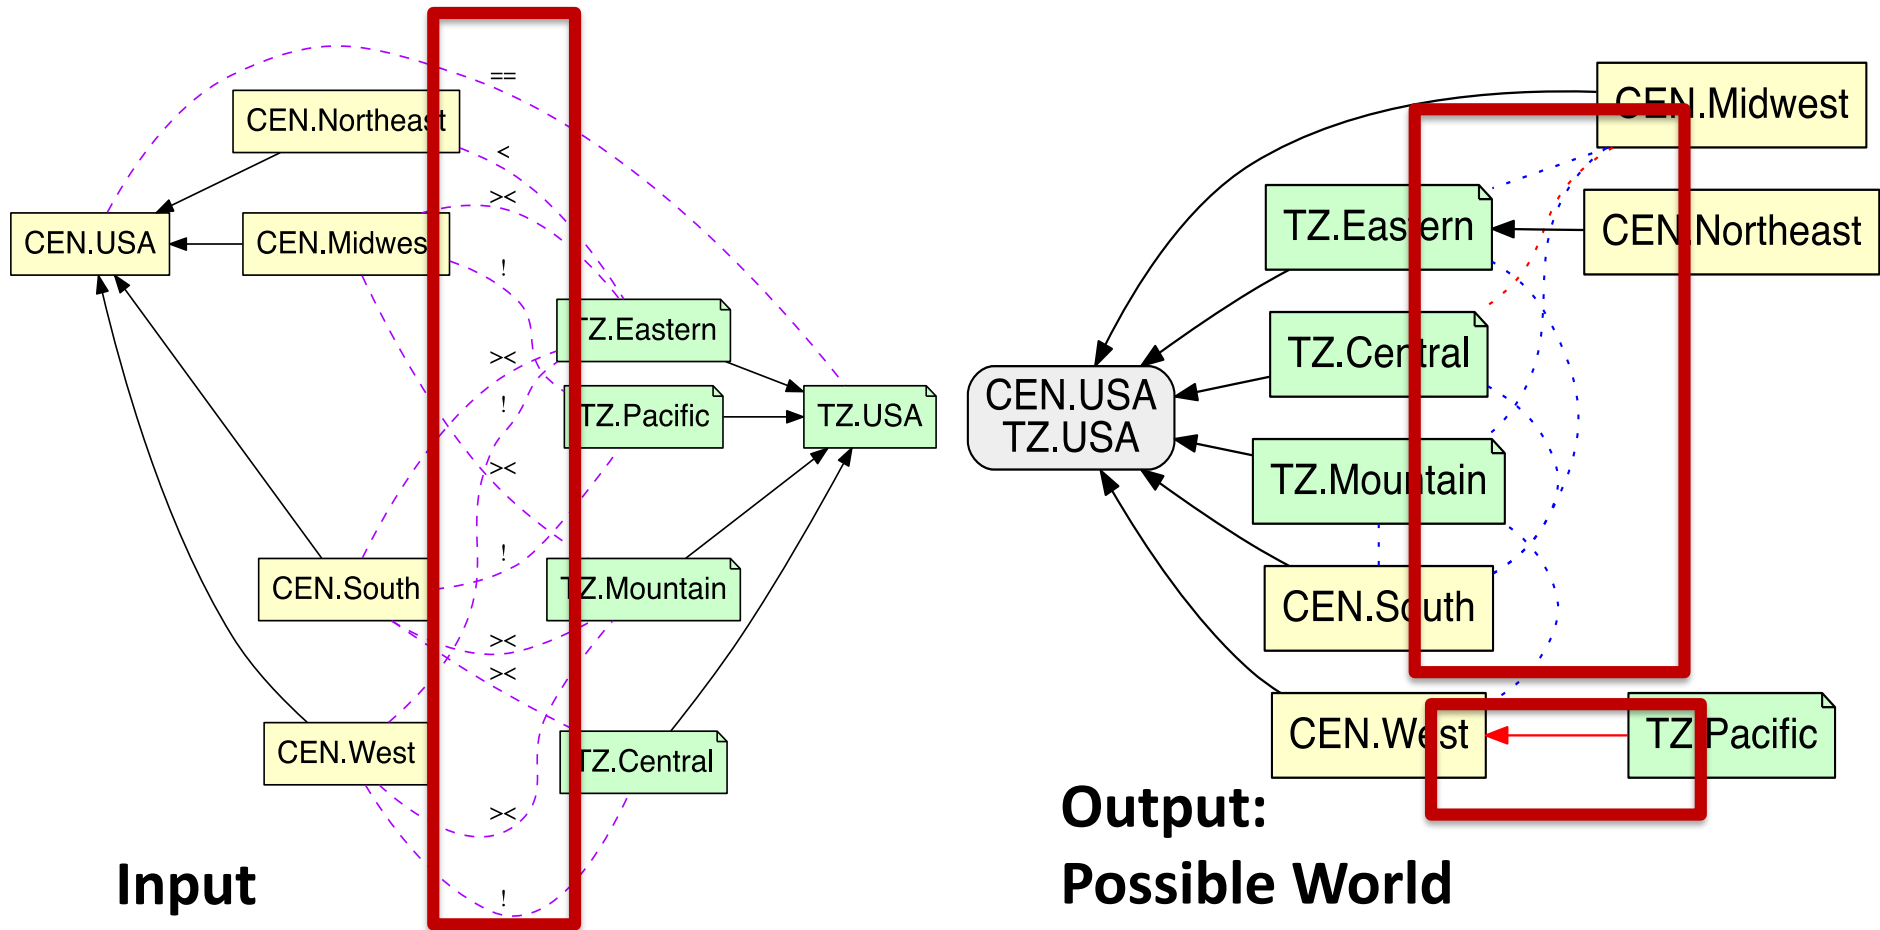 ==
CEN.Northeast
<
><
CEN.USA
CEN.Midwest
!
TZ.Eastern
><
!
TZ.Pacific
TZ.USA
><
!
CEN.South
TZ.Mountain
><
><
CEN.West
TZ.Central
><
!
Input
CEN.Midwest
TZ.Eastern
CEN.Northeast
TZ.Central
CEN.USA
TZ.USA
TZ.Mountain
CEN.South
CEN.West
TZ.Pacific
Output:
Possible World